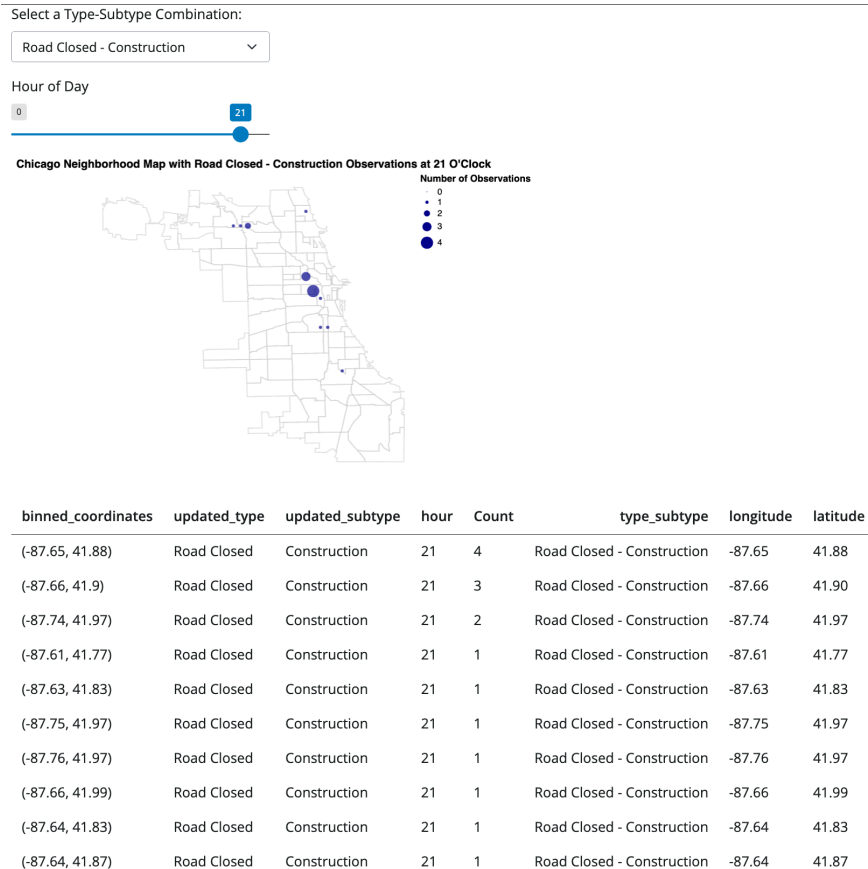 Select a Type-Subtype Combination:
Road Closed - Construction
Hour of Day
0
21
Chicago Neighborhood Map with Road Closed - Construction Observations at 21 O'Clock
Number of Observations
0
1
2
3
4
binned_coordinates updated_type updated_subtype hour Count type_subtype longitude latitude
(-87.65, 41.88) Road Closed Construction 21 4 Road Closed - Construction -87.65 41.88
(-87.66, 41.9) Road Closed Construction 21 3 Road Closed - Construction -87.66 41.90
(-87.74, 41.97) Road Closed Construction 21 2 Road Closed - Construction -87.74 41.97
(-87.61, 41.77) Road Closed Construction 21 1 Road Closed - Construction -87.61 41.77
(-87.63, 41.83) Road Closed Construction 21 1 Road Closed - Construction -87.63 41.83
(-87.75, 41.97) Road Closed Construction 21 1 Road Closed - Construction -87.75 41.97
(-87.76, 41.97) Road Closed Construction 21 1 Road Closed - Construction -87.76 41.97
(-87.66, 41.99) Road Closed Construction 21 1 Road Closed - Construction -87.66 41.99
(-87.64, 41.83) Road Closed Construction 21 1 Road Closed - Construction -87.64 41.83
(-87.64, 41.87) Road Closed Construction 21 1 Road Closed - Construction -87.64 41.87